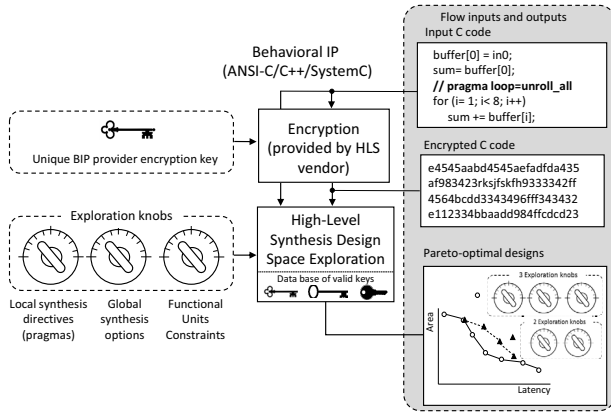 Flow inputs and outputs
Input C code
buffer[0] = in0;
sum= buffer[0];
// pragma loop=unroll_all
for (i= 1; i< 8; i++)
sum += buffer[i];
Behavioral IP
(ANSI-C/C++/SystemC)
Encryption
(provided by HLS
vendor)
Unique BIP provider encryption key
Encrypted C code
e4545aabd4545aefadfda435
af983423rksjfskfh9333342ff
4564bcdd3343496fff343432
e112334bbaadd984ffcdcd23
Exploration knobs
High-Level
Synthesis Design
Space Exploration
Data base of valid keys
Local synthesis
directives
(pragmas)
Global
synthesis
options
Functional
Units
Constraints
Pareto-optimal designs
3 Exploration knobs
2 Exploration knobs
Area
Latency